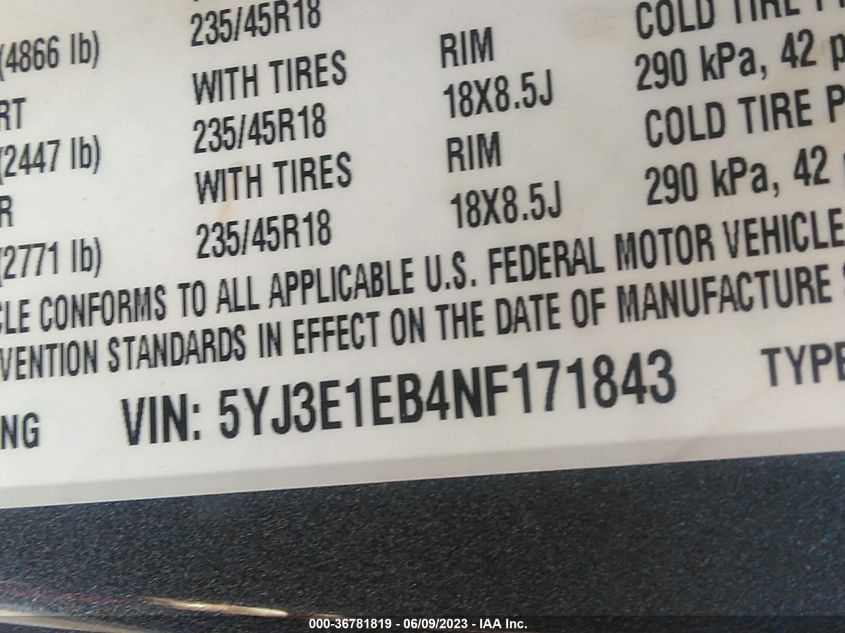 (4866 lb) 235/45R18 COLD TIRE
RT WITH TIRES RIM 290 kPa, 42
(2447 lb) 235/45R18 18X8.5J COLD TIRE P
R WITH TIRES RIM 290 kPa, 42
(2771 lb) 235/45R18 18X8.5J
CLE CONFORMS TO ALL APPLICABLE U.S. FEDERAL MOTOR VEHICLE
VENTION STANDARDS IN EFFECT ON THE DATE OF MANUFACTURE
NG VIN: 5YJ3E1EB4NF171843 TYPE
000-36781819 - 06/09/2023 - IAA Inc.